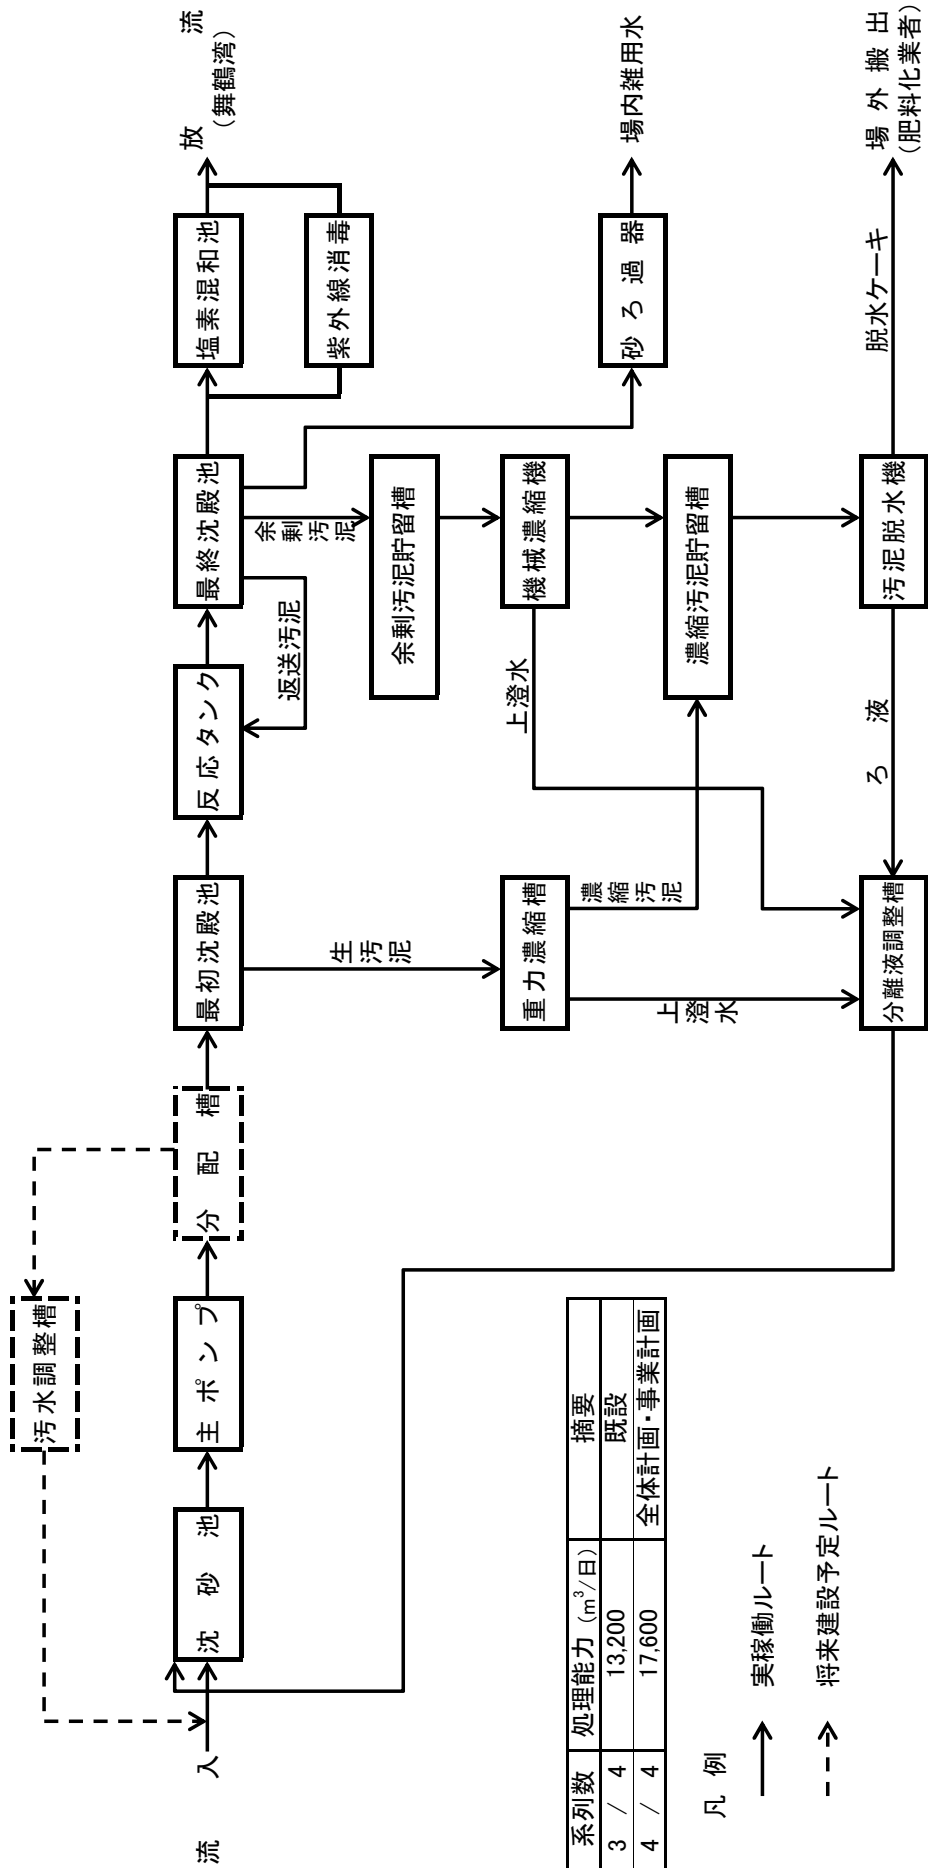 汚水調整槽
流　入
沈　砂　池
主ポンプ
分　配　槽
最初沈殿池
反応タンク
最終沈殿池
塩素混和池
放　流
(舞鶴湾)
紫外線消毒
返送汚泥
余剰汚泥
生汚泥
余剰汚泥貯留槽
重力濃縮槽
上澄水
機械濃縮機
砂ろ過器
場内雑用水
濃縮汚泥
上澄水
濃縮汚泥貯留槽
分離液調整槽
ろ　液
汚泥脱水機
脱水ケーキ
場外搬出
(肥料化業者)
系列数　処理能力（m³/日）　摘要
3 / 4　13,200　既設
4 / 4　17,600　全体計画・事業計画
凡　例
実稼働ルート
将来建設予定ルート